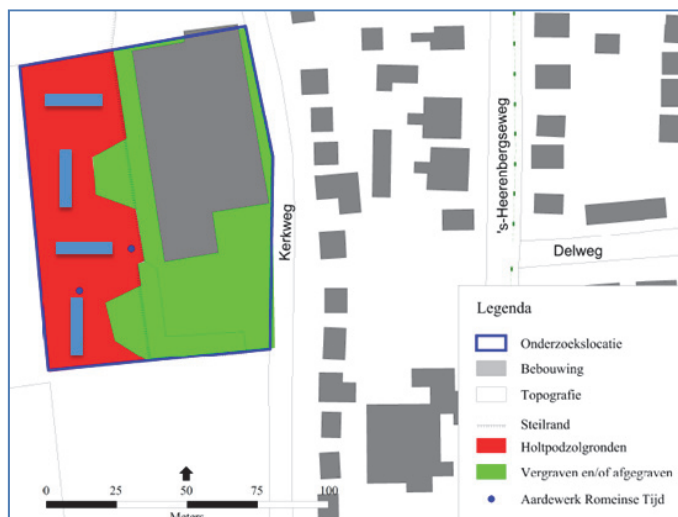 's-Heerenbergseweg
Kerkweg
Delweg
Legenda
Onderzoekslocatie
Bebouwing
Topografie
Steilrand
Holtpodzolgronden
Vergraven en/of afgegraven
Aardewerk Romeinse Tijd
0 25 50 75 100
Meters